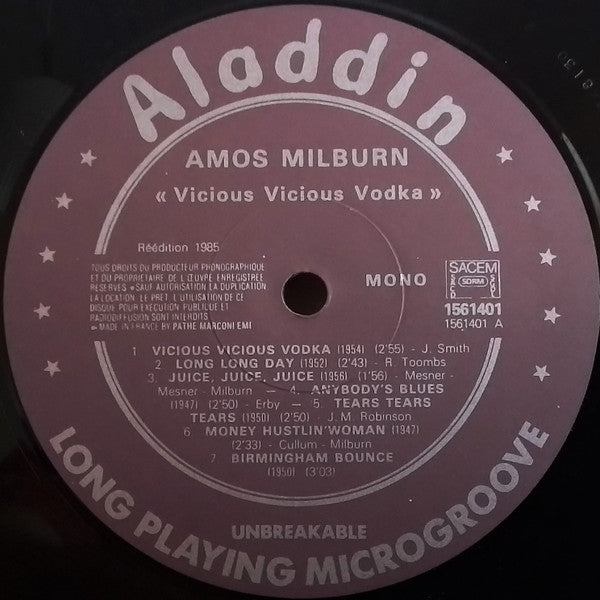 Aladdin
AMOS MILBURN
« Vicious Vicious Vodka »
Réédition 1985
TOUS DROITS DU PRODUCTEUR PHONOGRAPHIQUE
ET DU PROPRIETAIRE DE L'ŒUVRE ENREGISTREE
RESERVES • SAUF AUTORISATION LA DUPLICATION
LA LOCATION LE PRET L'UTILISATION DE CE
DISQUE POUR EXECUTION PUBLIQUE ET
RADIODIFFUSION SONT INTERDITS
MADE IN FRANCE BY PATHE MARCONI EMI
MONO
SACEM
SDRM
1561401
1561401 A
1 VICIOUS VICIOUS VODKA (1954) (2'55) - J. Smith
2 LONG LONG DAY (1952) (2'43) - R. Toombs
3 JUICE, JUICE, JUICE (1956) (1'56) - Mesner -
Mesner - Milburn 4 ANYBODY'S BLUES
(1947) (2'50) - Erby – 5 TEARS TEARS
TEARS (1950) (2'50) - J.M. Robinson
6 MONEY HUSTLIN'WOMAN (1947)
(2'33) - Cullum - Milburn
7 BIRMINGHAM BOUNCE
(1950) (3'03)
UNBREAKABLE
LONG PLAYING MICROGROOVE